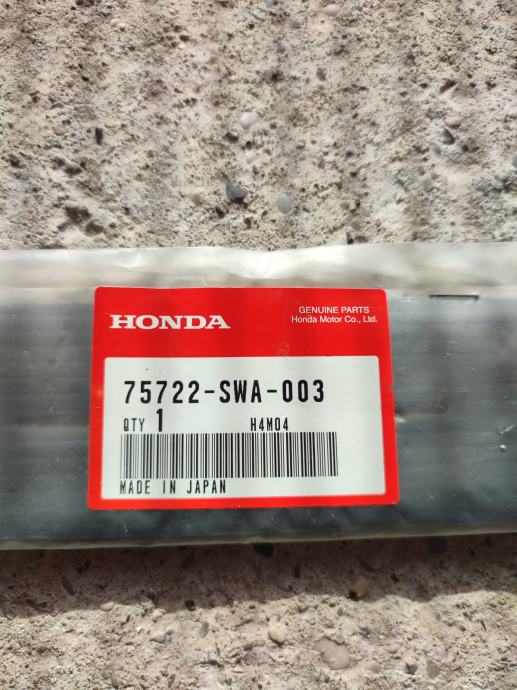 HONDA
GENUINE PARTS
Honda Motor Co., Ltd.
75722-SWA-003
QTY 1 H4M04
MADE IN JAPAN